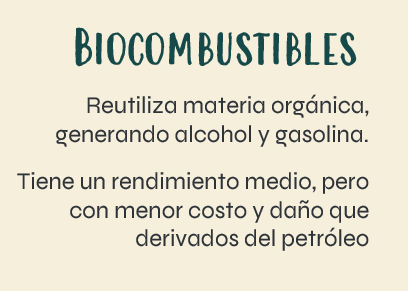 BIOCOMBUSTIBLES
Reutiliza materia orgánica,
generando alcohol y gasolina.
Tiene un rendimiento medio, pero
con menor costo y daño que
derivados del petróleo